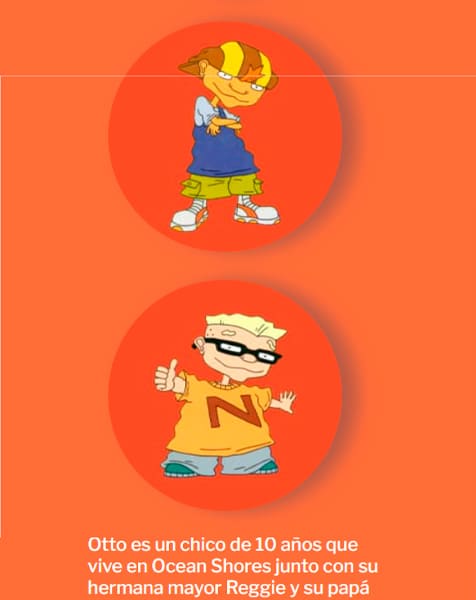 N
Otto es un chico de 10 años que
vive en Ocean Shores junto con su
hermana mayor Reggie y su papá